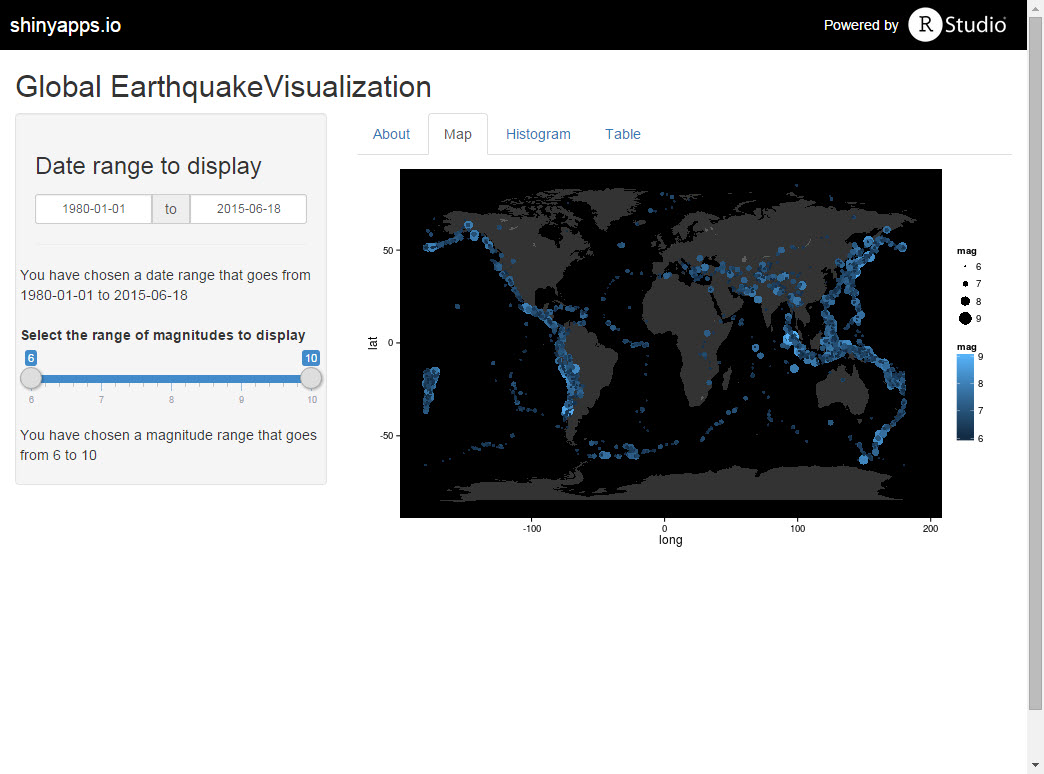 shinyapps.io
Powered by R Studio
Global EarthquakeVisualization
Date range to display
1980-01-01 to 2015-06-18
You have chosen a date range that goes from
1980-01-01 to 2015-06-18
Select the range of magnitudes to display
6 10
6 7 8 9 10
You have chosen a magnitude range that goes
from 6 to 10
About Map Histogram Table
50
0
-50
lat
-100 0 100 200
long
mag
6
7
8
9
mag
9
8
7
6